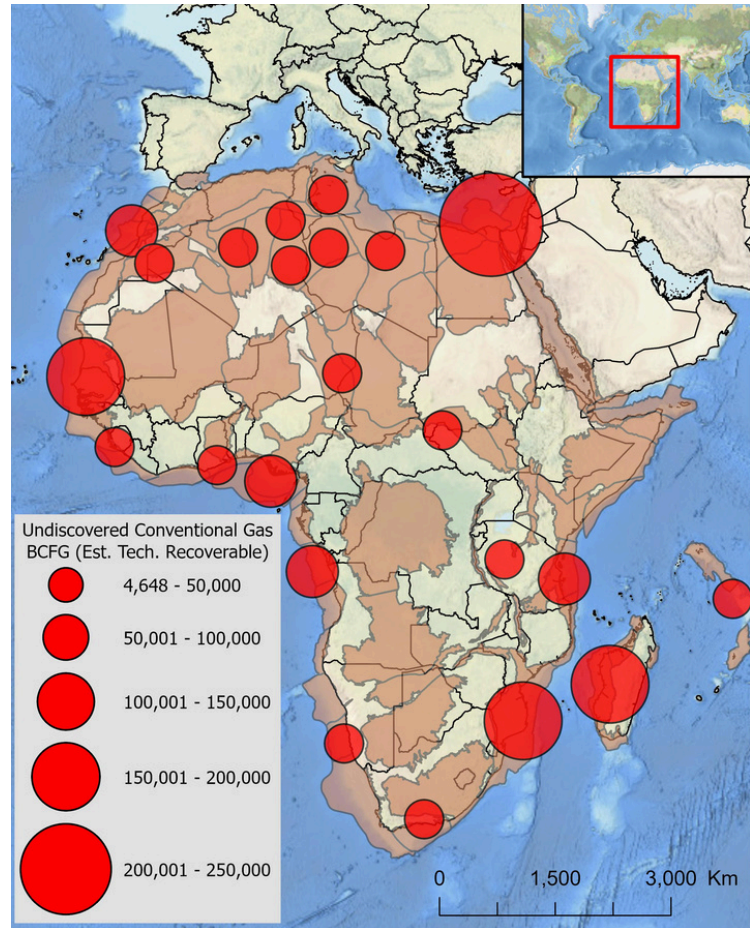 Undiscovered Conventional Gas
BCFG (Est. Tech. Recoverable)
4,648 - 50,000
50,001 - 100,000
100,001 - 150,000
150,001 - 200,000
200,001 - 250,000
0 1,500 3,000 Km